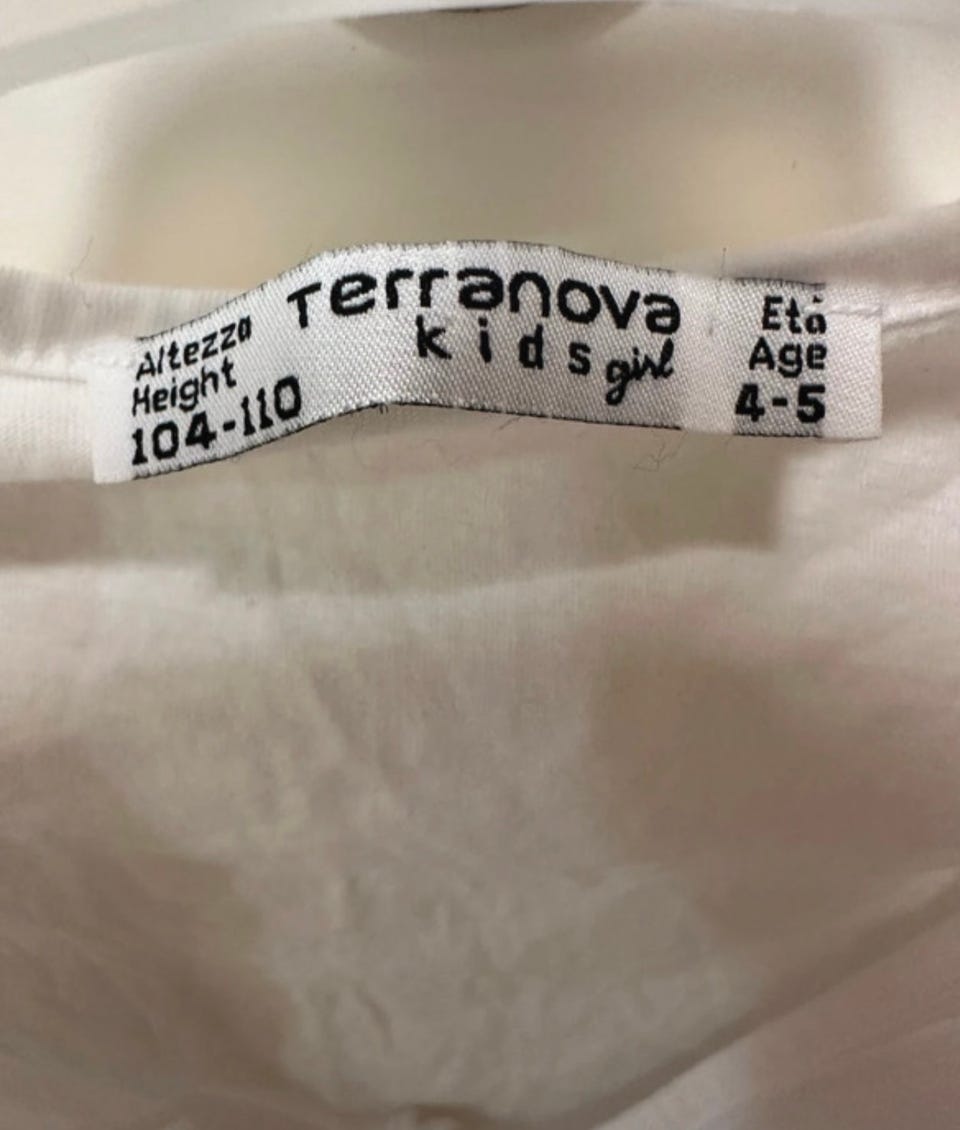 Altezza
Height
104-110
Terranova
kids girl
Età
Age
4-5